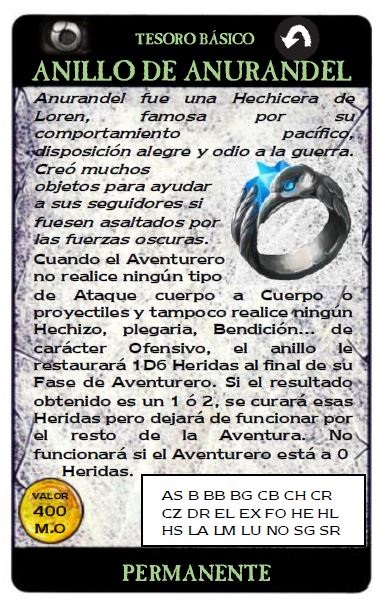 TESORO BÁSICO
ANILLO DE ANURANDEL
Anurandel fue una Hechicera de
Loren, famosa por su
comportamiento pacífico,
disposición alegre y odio a la guerra.
Creó muchos
objetos para ayudar
a sus seguidores si
fuesen asaltados por
las fuerzas oscuras.
Cuando el Aventurero
no realice ningún tipo
de Ataque cuerpo a Cuerpo o
proyectiles y tampoco realice ningún
Hechizo, plegaria, Bendición... de
carácter Ofensivo, el anillo le
restaurará 1D6 Heridas al final de su
Fase de Aventurero. Si el resultado
obtenido es un 1 ó 2, se curará esas
Heridas pero dejará de funcionar por
el resto de la Aventura. No
funcionará si el Aventurero está a 0
Heridas.
VALOR
400
M.O
AS B BB BG CB CH CR
CZ DR EL EX FO HE HL
HS LA LM LU NO SG SR
PERMANENTE